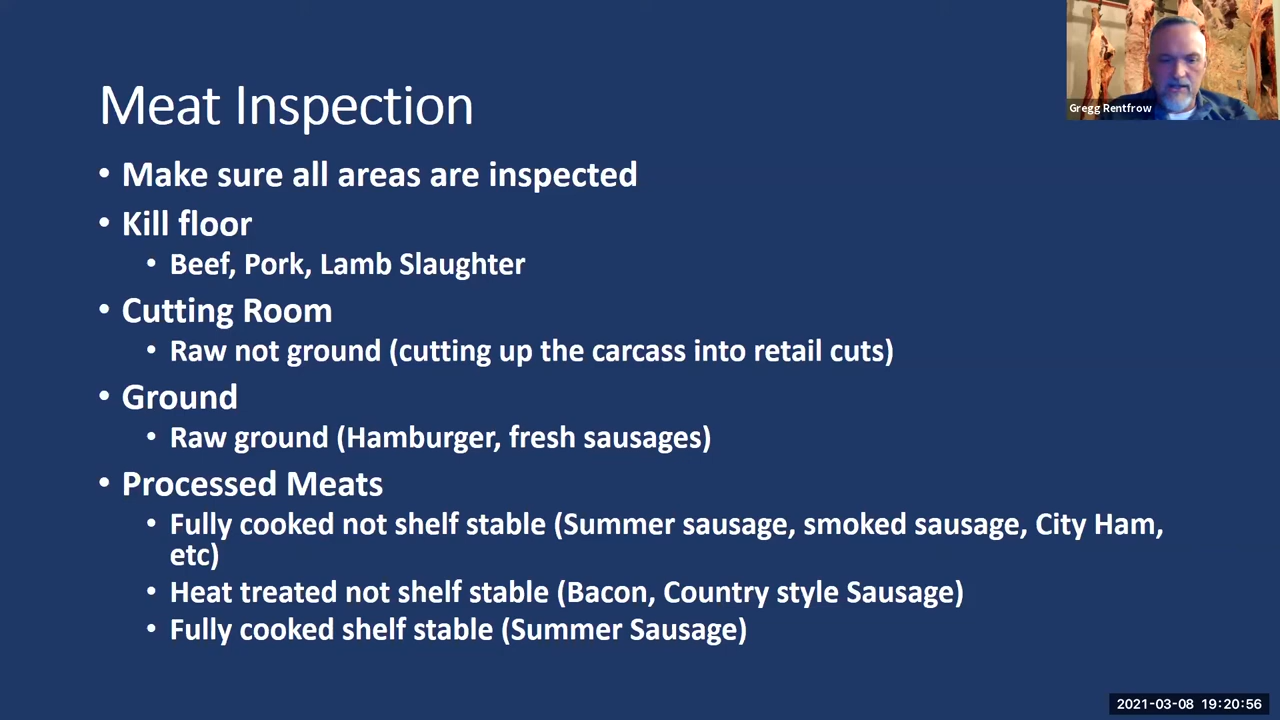 Gregg Rentfrow
Meat Inspection
• Make sure all areas are inspected
• Kill floor
• Beef, Pork, Lamb Slaughter
• Cutting Room
• Raw not ground (cutting up the carcass into retail cuts)
• Ground
• Raw ground (Hamburger, fresh sausages)
• Processed Meats
• Fully cooked not shelf stable (Summer sausage, smoked sausage, City Ham,
etc)
• Heat treated not shelf stable (Bacon, Country style Sausage)
• Fully cooked shelf stable (Summer Sausage)
2021-03-08 19:20:56